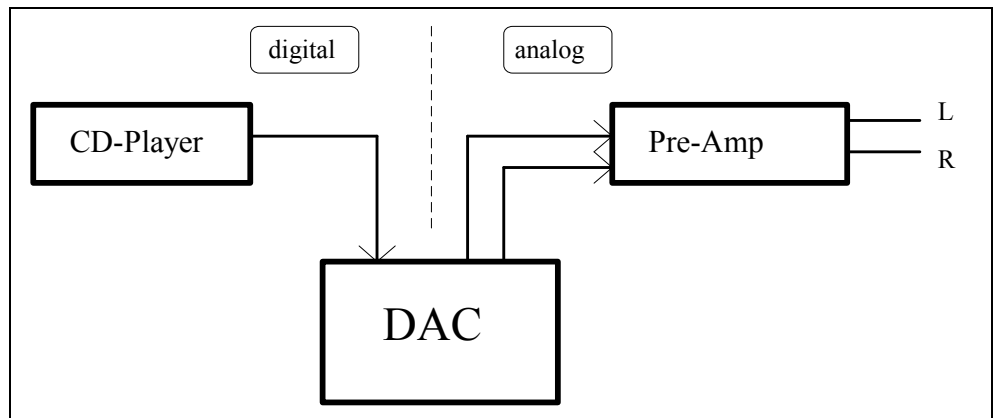 digital
analog
CD-Player
Pre-Amp
L
R
DAC